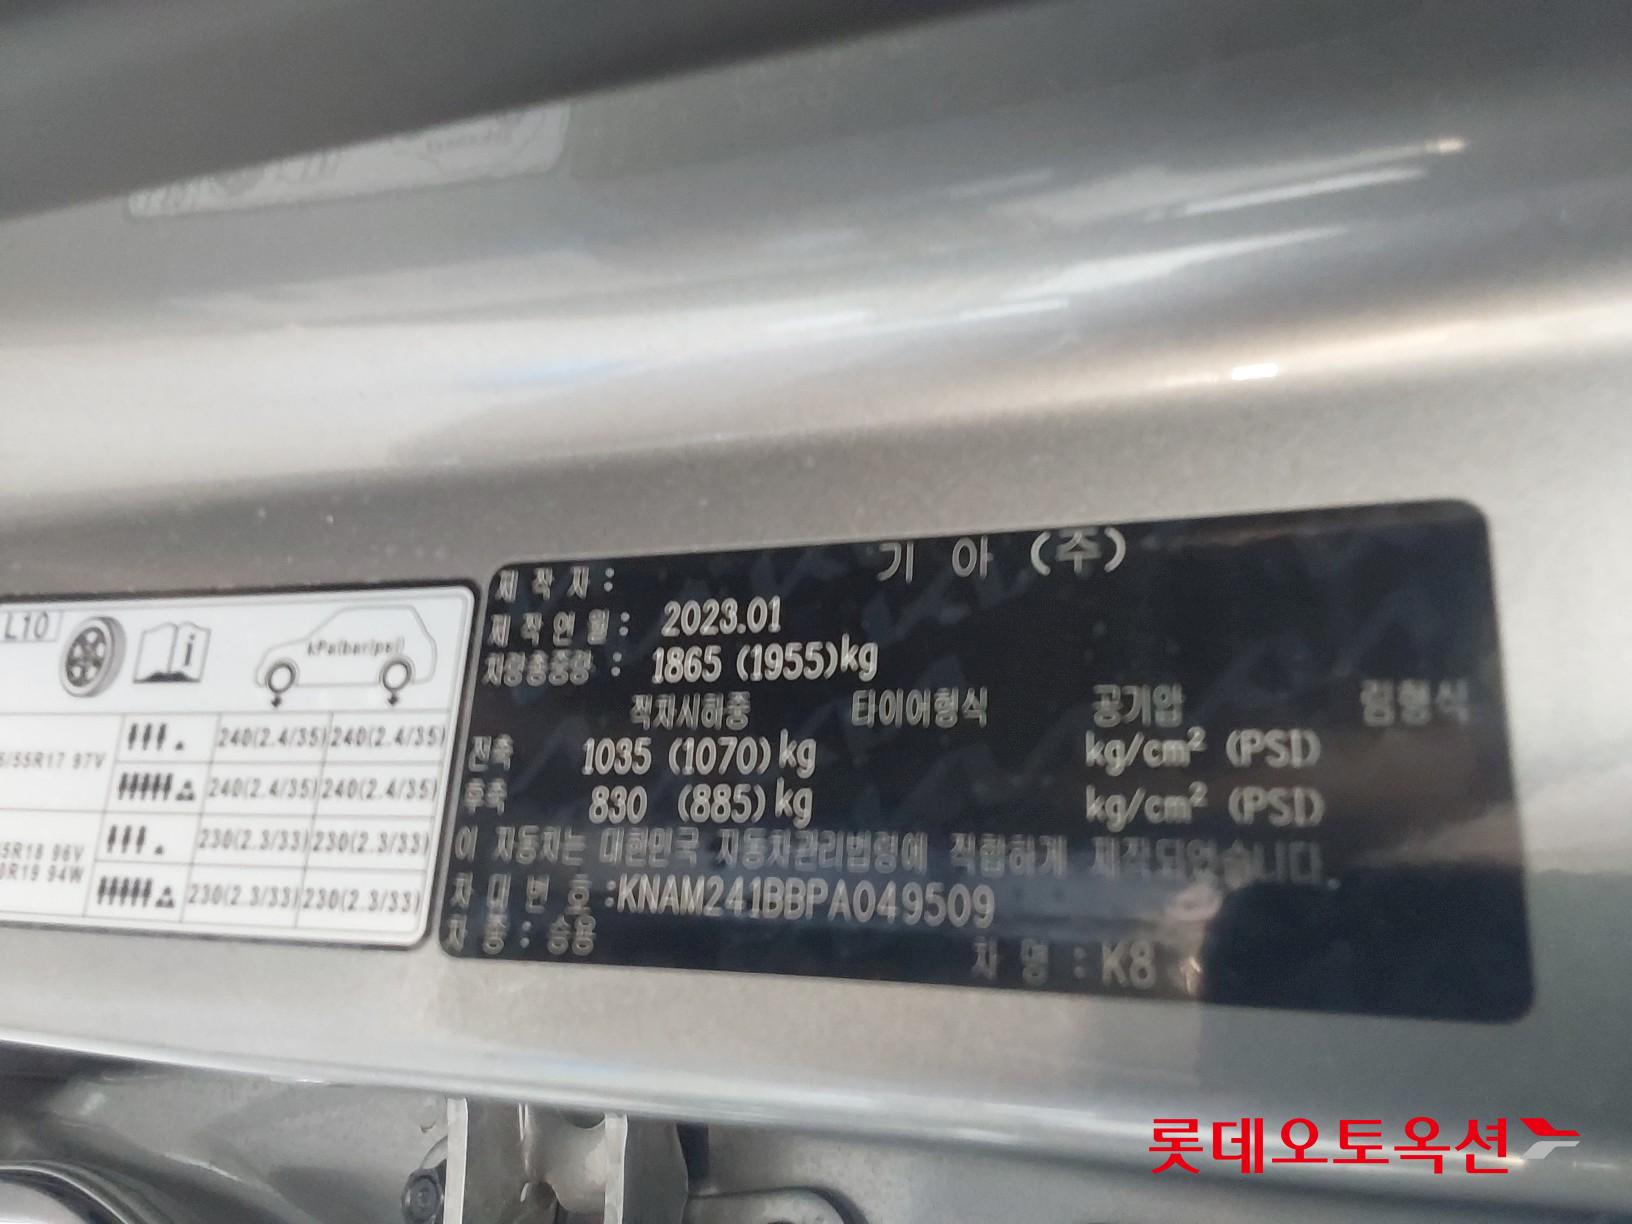 L10
kPa(bar/psi)
/55R17 97V
240(2.4/35) 240(2.4/35)
240(2.4/35) 240(2.4/35)
5R18 96V
R19 94W
230(2.3/33) 230(2.3/33)
230(2.3/33) 230(2.3/33)
제 작 자 : 기 아 (주)
제 작 연 월 : 2023.01
차량총중량 : 1865 (1955)kg
적차시하중 타이어형식 공기압 림형식
전축 1035 (1070) kg kg/cm² (PSI)
후축 830 (885) kg kg/cm² (PSI)
이 자동차는 대한민국 자동차관리법령에 적합하게 제작되었습니다.
차 대 번 호 :KNAM241BBPA049509
차 종 : 승용 차 명 : K8
롯데오토옥션